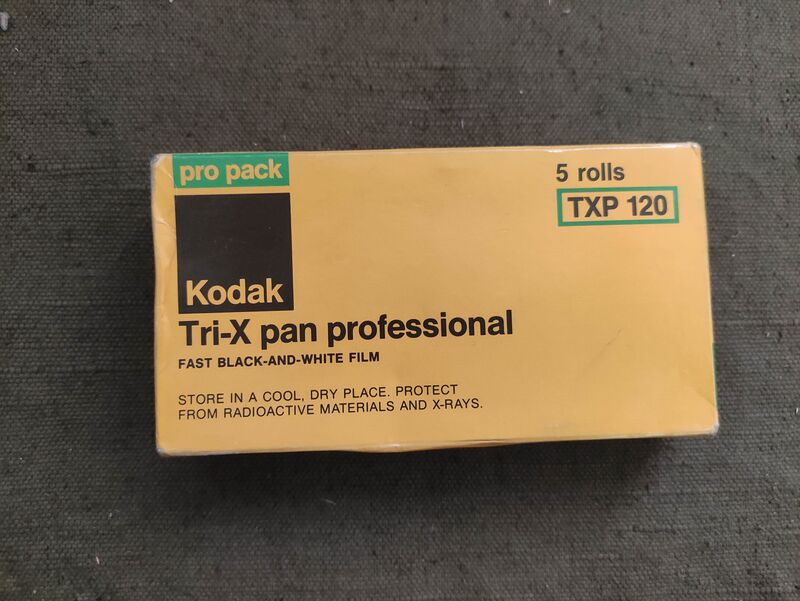 pro pack
5 rolls
TXP 120
Kodak
Tri-X pan professional
FAST BLACK-AND-WHITE FILM
STORE IN A COOL, DRY PLACE. PROTECT
FROM RADIOACTIVE MATERIALS AND X-RAYS.